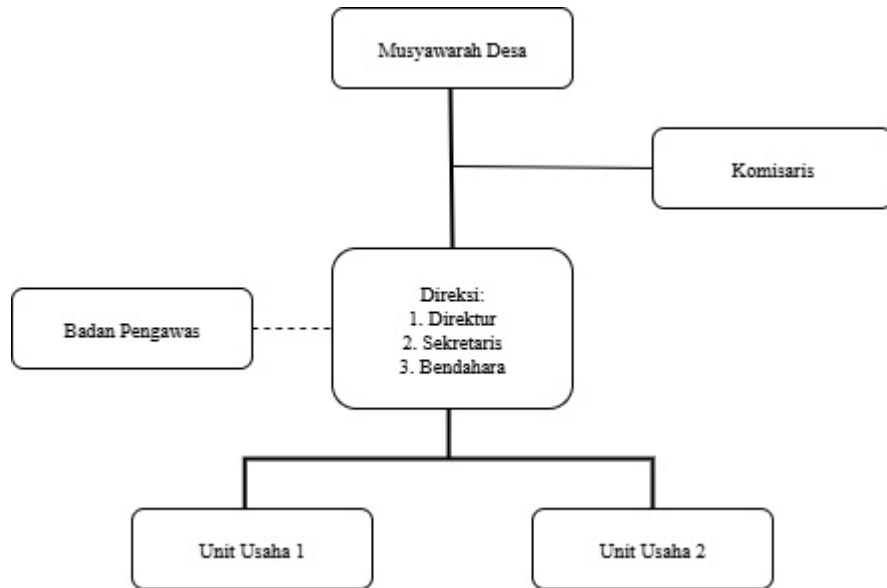 Musyawarah Desa
Komisaris
Direksi:
1. Direktur
2. Sekretaris
3. Bendahara
Badan Pengawas
Unit Usaha 1
Unit Usaha 2